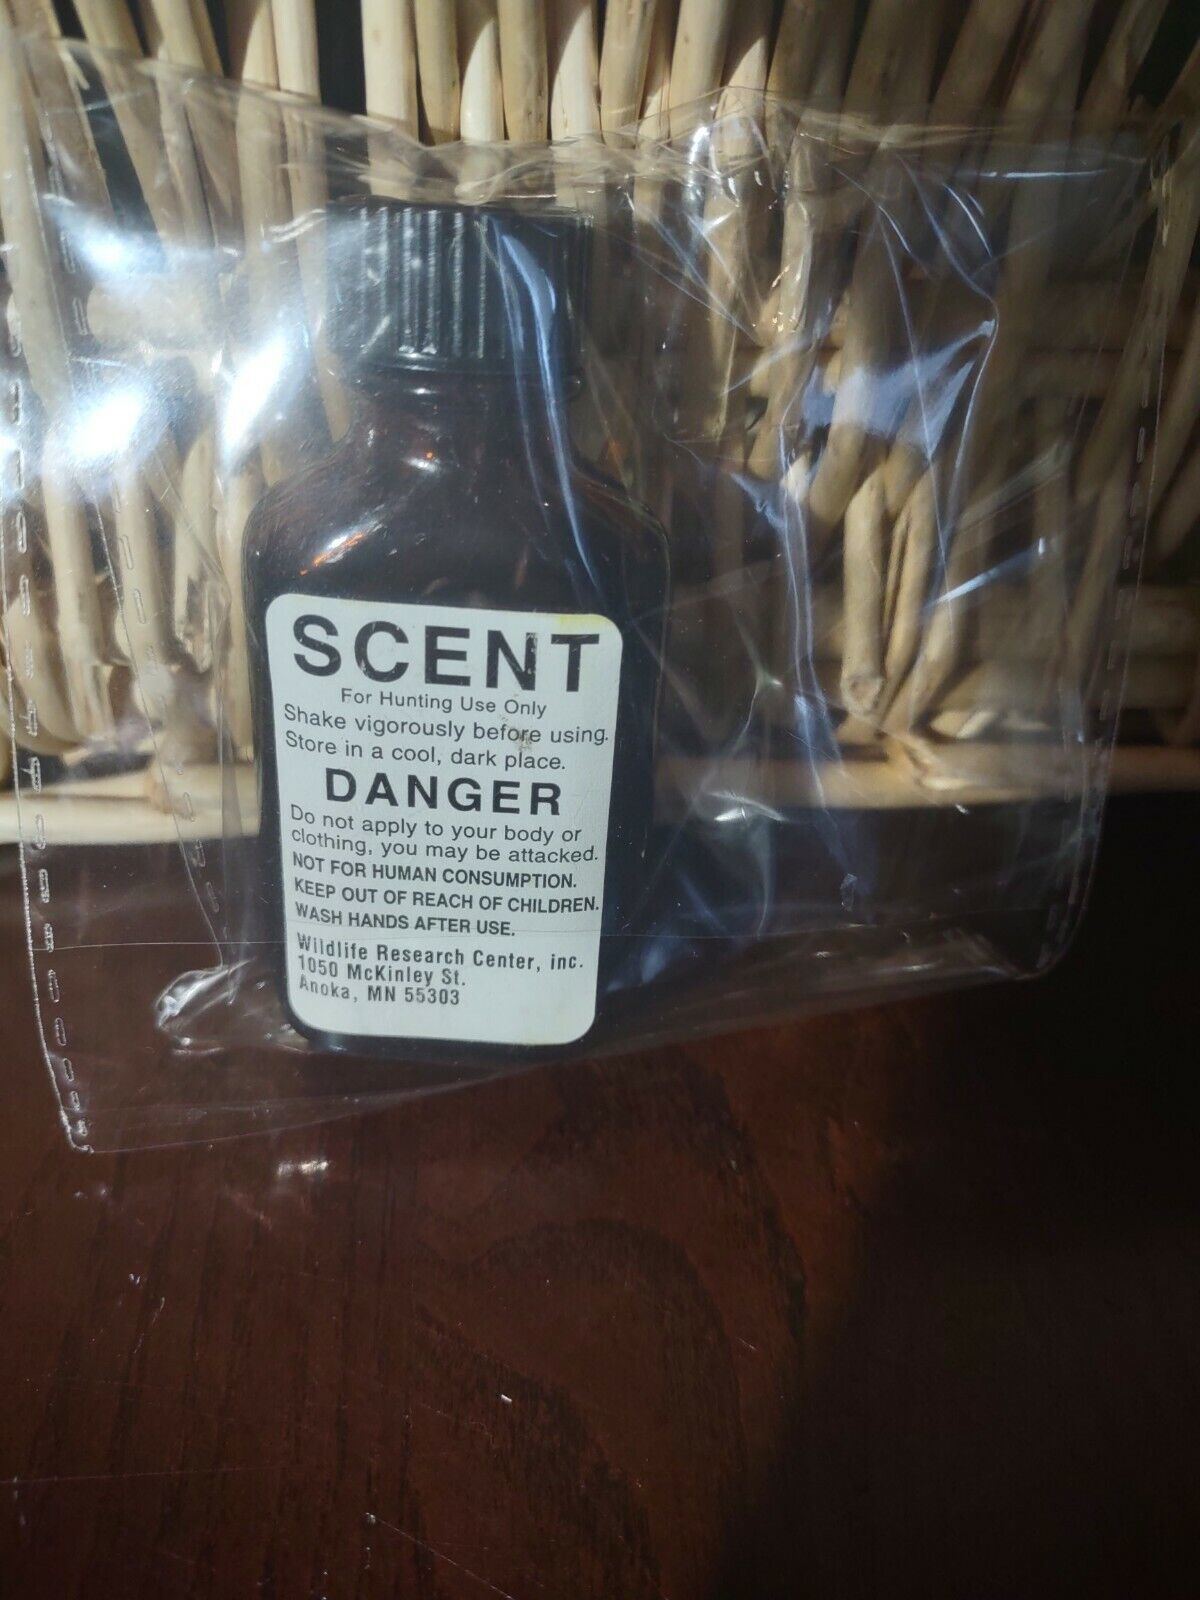 SCENT
For Hunting Use Only
Shake vigorously before using.
Store in a cool, dark place.
DANGER
Do not apply to your body or
clothing, you may be attacked.
NOT FOR HUMAN CONSUMPTION.
KEEP OUT OF REACH OF CHILDREN.
WASH HANDS AFTER USE.
Wildlife Research Center, inc.
1050 McKinley St.
Anoka, MN 55303